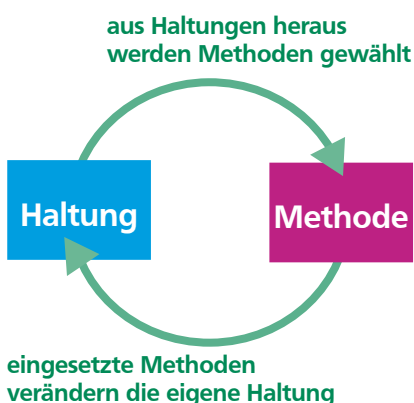 aus Haltungen heraus
werden Methoden gewählt
Haltung
Methode
eingesetzte Methoden
verändern die eigene Haltung